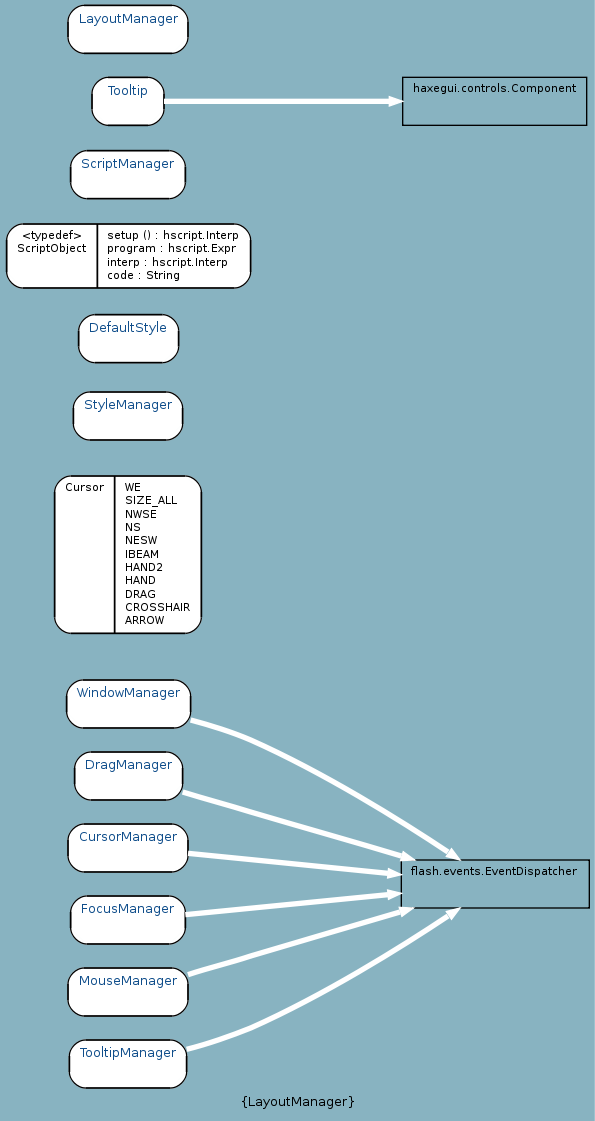 LayoutManager
Tooltip
haxegui.controls.Component
ScriptManager
<typedef>
ScriptObject
setup () : hscript.Interp
program : hscript.Expr
interp : hscript.Interp
code : String
DefaultStyle
StyleManager
Cursor
WE
SIZE_ALL
NWSE
NS
NESW
IBEAM
HAND2
HAND
DRAG
CROSSHAIR
ARROW
WindowManager
DragManager
CursorManager
flash.events.EventDispatcher
FocusManager
MouseManager
TooltipManager
{LayoutManager}